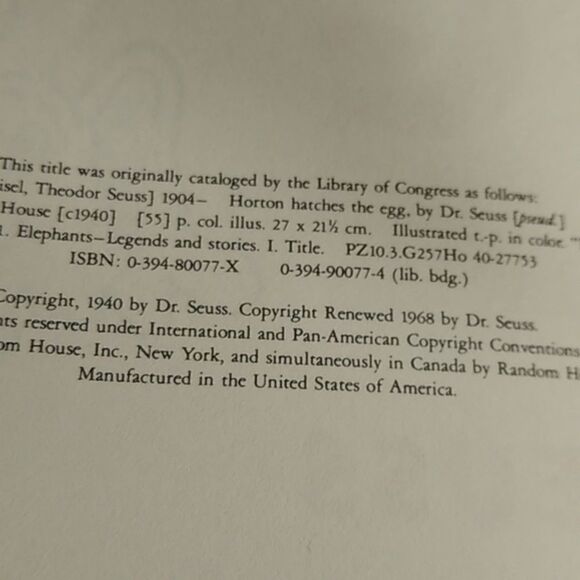 This title was originally cataloged by the Library of Congress as follows:
isel, Theodor Seuss] 1904– Horton hatches the egg, by Dr. Seuss [pseud.]
House [c1940] [55] p. col. illus. 27 x 21½ cm. Illustrated t.-p. in color. "
1. Elephants–Legends and stories. I. Title. PZ10.3.G257Ho 40-27753
ISBN: 0-394-80077-X 0-394-90077-4 (lib. bdg.)
Copyright, 1940 by Dr. Seuss. Copyright Renewed 1968 by Dr. Seuss.
nts reserved under International and Pan-American Copyright Conventions
om House, Inc., New York, and simultaneously in Canada by Random H
Manufactured in the United States of America.